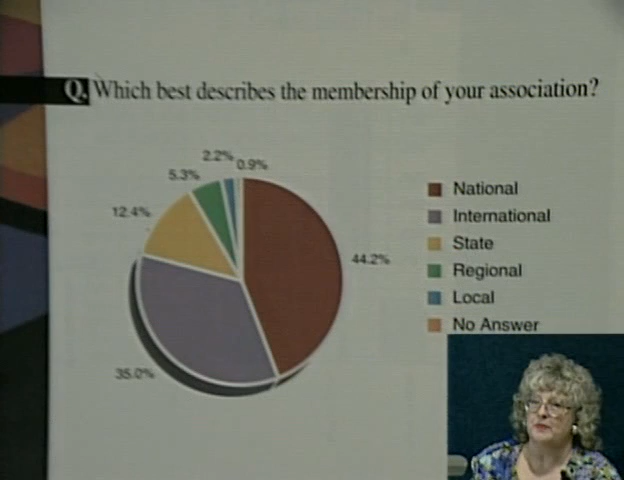 Q. Which best describes the membership of your association?
2.2%
0.9%
5.3%
12.4%
44.2%
35.0%
National
International
State
Regional
Local
No Answer